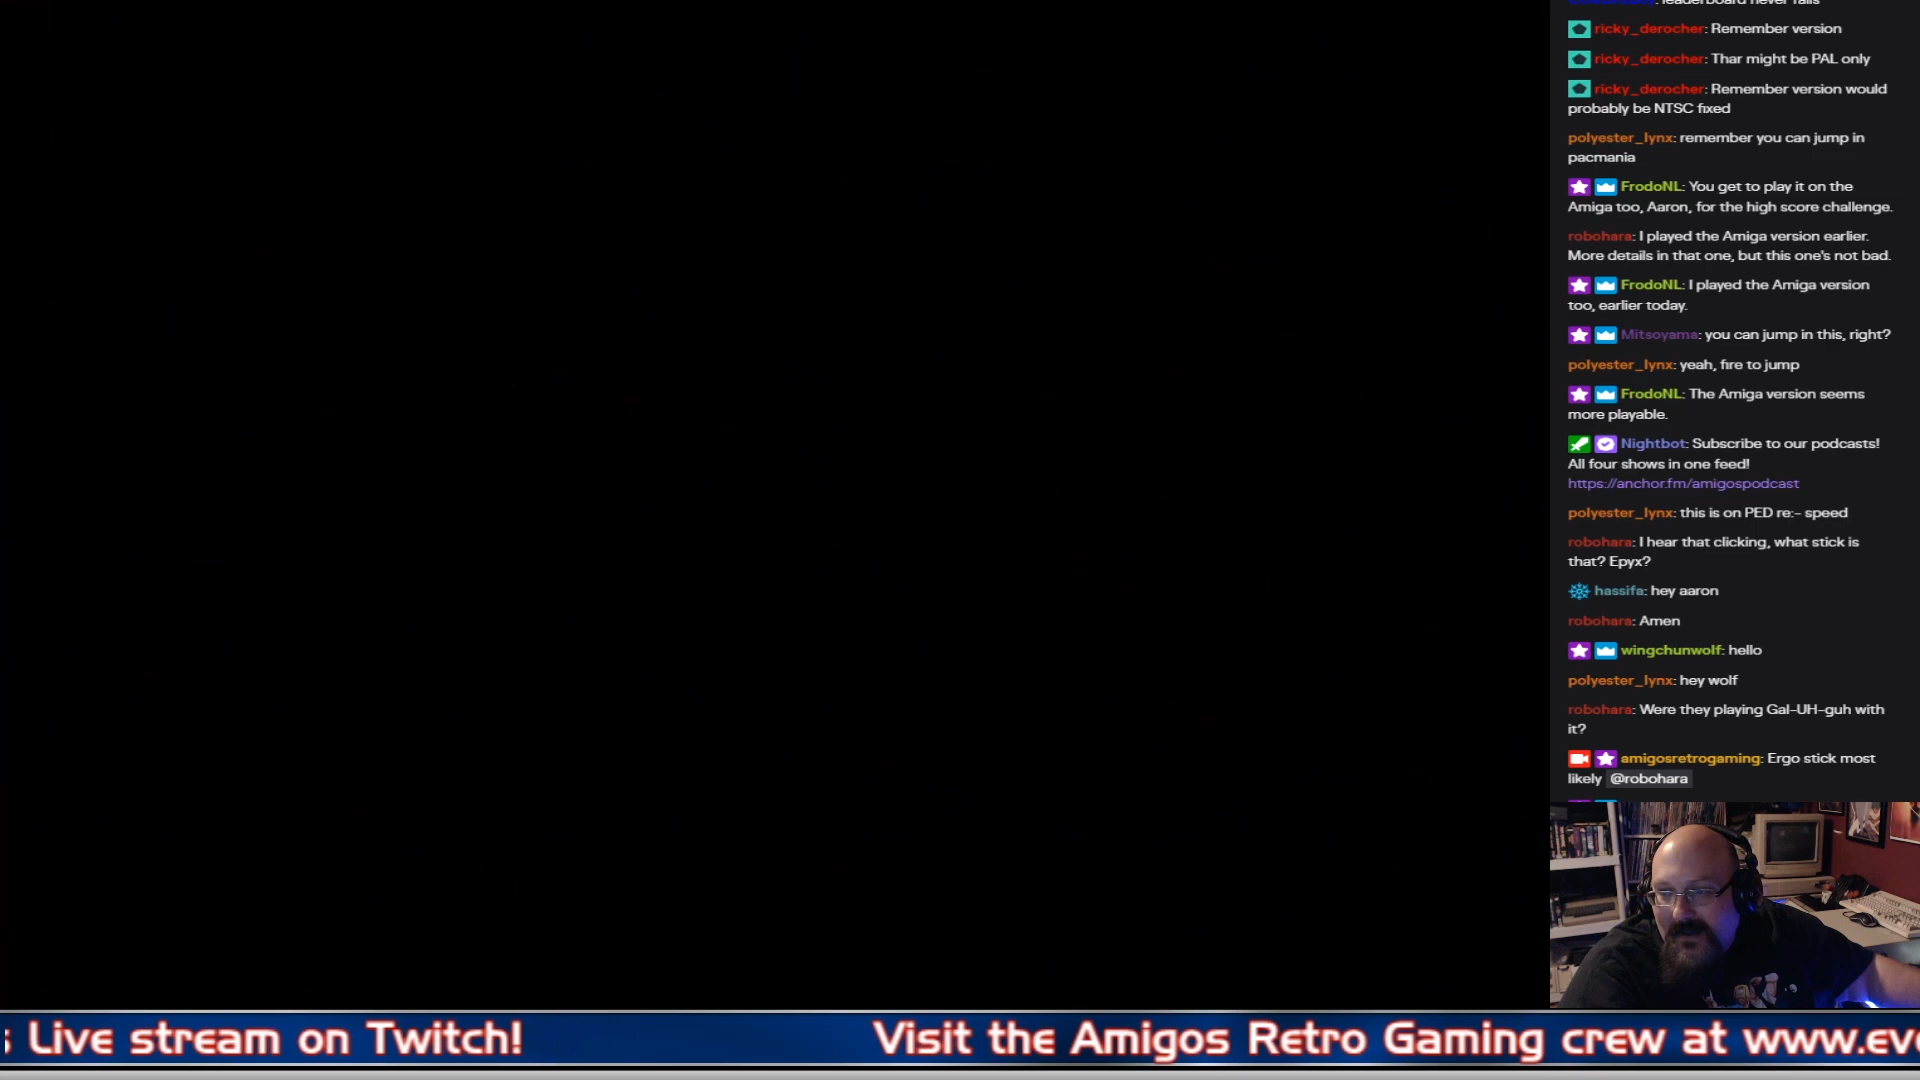 : leaderboard never fails
ricky_derocher: Remember version
ricky_derocher: Thar might be PAL only
ricky_derocher: Remember version would
probably be NTSC fixed
polyester_lynx: remember you can jump in
pacmania
FrodoNL: You get to play it on the
Amiga too, Aaron, for the high score challenge.
robohara: I played the Amiga version earlier.
More details in that one, but this one's not bad.
FrodoNL: I played the Amiga version
too, earlier today.
Mitsoyama: you can jump in this, right?
polyester_lynx: yeah, fire to jump
FrodoNL: The Amiga version seems
more playable.
Nightbot: Subscribe to our podcasts!
All four shows in one feed!
https://anchor.fm/amigospodcast
polyester_lynx: this is on PED re:- speed
robohara: I hear that clicking, what stick is
that? Epyx?
hassifa: hey aaron
robohara: Amen
wingchunwolf: hello
polyester_lynx: hey wolf
robohara: Were they playing Gal-UH-guh with
it?
amigosretrogaming: Ergo stick most
likely @robohara
Live stream on Twitch! Visit the Amigos Retro Gaming crew at www.eve